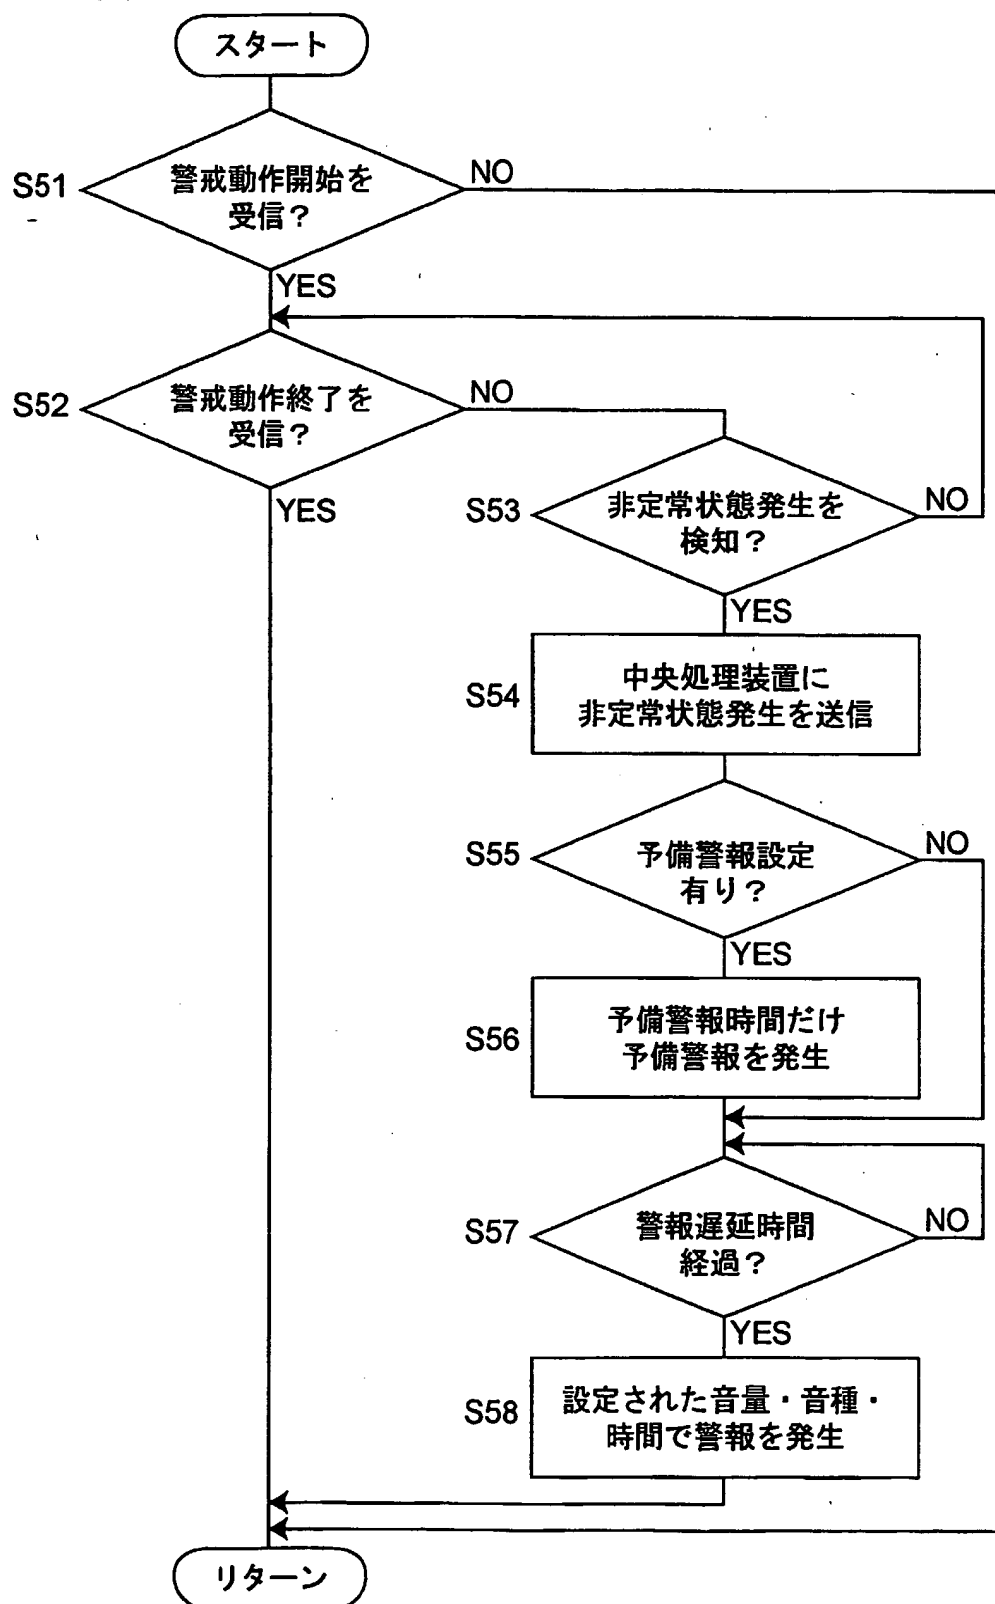 スタート
S51
警戒動作開始を
受信？
NO
YES
S52
警戒動作終了を
受信？
NO
YES
S53
非定常状態発生を
検知？
NO
YES
S54
中央処理装置に
非定常状態発生を送信
S55
予備警報設定
有り？
NO
YES
S56
予備警報時間だけ
予備警報を発生
S57
警報遅延時間
経過？
NO
YES
S58
設定された音量・音種・
時間で警報を発生
リターン